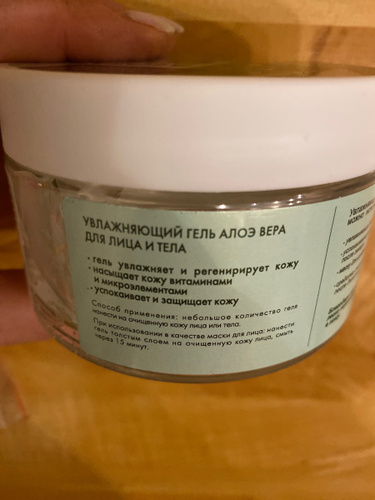 УВЛАЖНЯЮЩИЙ ГЕЛЬ АЛОЭ ВЕРА
ДЛЯ ЛИЦА И ТЕЛА
• гель увлажняет и регенирирует кожу
• насыщает кожу витаминами
и микроэлементами
• успокаивает и защищает кожу
Способ применения: небольшое количество геля
нанести на очищенную кожу лица или тела.
При использовании в качестве маски для лица: нанести
гель толстым слоем на очищенную кожу лица, смыть
через 15 минут.